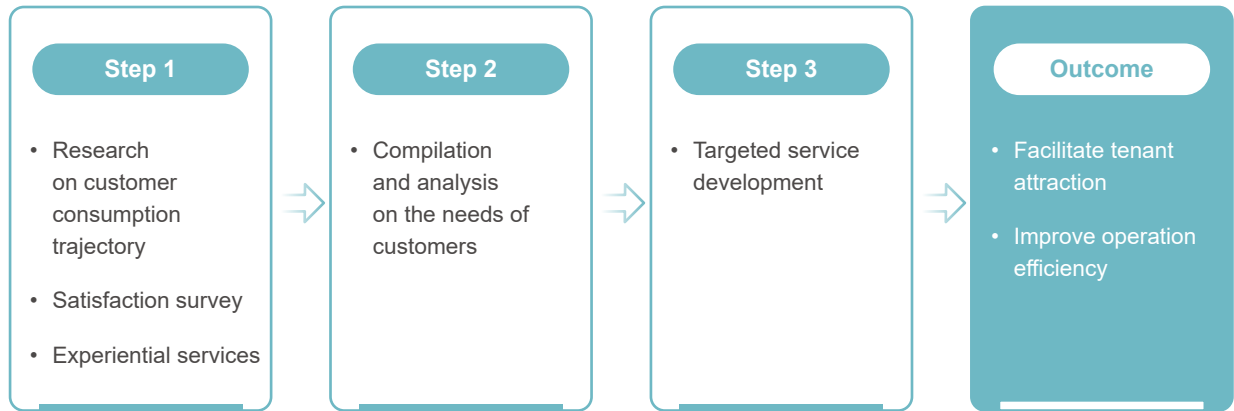 Step 1
• Research
on customer
consumption
trajectory
• Satisfaction survey
• Experiential services
Step 2
• Compilation
and analysis
on the needs of
customers
Step 3
• Targeted service
development
Outcome
• Facilitate tenant
attraction
• Improve operation
efficiency